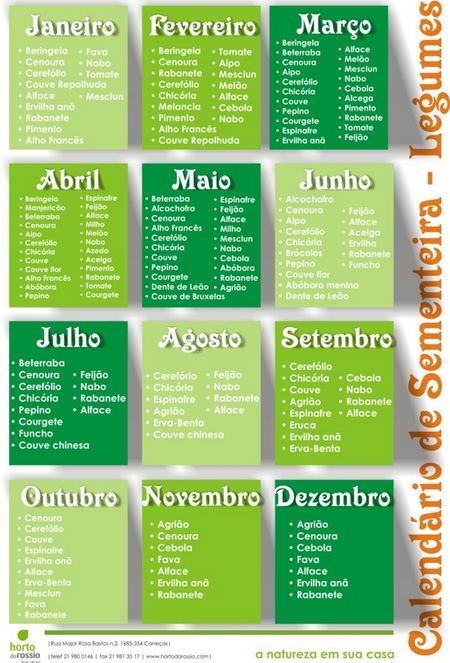 Janeiro
• Beringela
• Cenoura
• Cerefólio
• Couve Repolhuda
• Alface
• Ervilha anã
• Rabanete
• Pimento
• Alho Francês
• Fava
• Nabo
• Tomate
• Mesclun
Fevereiro
• Beringela
• Cenoura
• Aipo
• Rabanete
• Cerefólio
• Chicória
• Melancia
• Pimento
• Alho Francês
• Couve Repolhuda
• Tomate
• Aipo
• Mesclun
• Melão
• Alface
• Cebola
• Nabo
Março
• Beringela
• Beterraba
• Cenoura
• Aipo
• Cerefólio
• Chicória
• Couve
• Pepino
• Courgete
• Espinafre
• Ervilha anã
• Alface
• Melão
• Mesclun
• Nabo
• Cebola
• Alcega
• Pimento
• Rabanete
• Tomate
• Feijão
Abril
• Beringela
• Manjericão
• Beterraba
• Cenoura
• Aipo
• Cerefólio
• Chicória
• Couve
• Couve flor
• Alho Francês
• Abóbora
• Pepino
• Espinafre
• Feijão
• Alface
• Milho
• Melão
• Nabo
• Azeda
• Acelga
• Pimento
• Rabanete
• Tomate
• Courgete
Maio
• Beterraba
• Alcachofra
• Cenoura
• Alho Francês
• Cerefólio
• Chicória
• Couve
• Pepino
• Courgete
• Dente de Leão
• Couve de Bruxelas
• Espinafre
• Feijão
• Alface
• Milho
• Mesclun
• Nabo
• Cebola
• Abóbora
• Rabanete
• Agrião
Junho
• Alcachofra
• Cenoura
• Aipo
• Cerefólio
• Chicória
• Brócolos
• Pepino
• Couve flor
• Abóbora menina
• Dente de Leão
• Feijão
• Alface
• Acelga
• Ervilha
• Rabanete
• Funcho
Julho
• Beterraba
• Cenoura
• Cerefólio
• Chicória
• Pepino
• Courgete
• Funcho
• Couve chinesa
• Feijão
• Nabo
• Rabanete
• Alface
Agosto
• Cerefório
• Chicória
• Espinafre
• Agrião
• Erva-Benta
• Couve chinesa
• Feijão
• Nabo
• Rabanete
• Alface
Setembro
• Cerefólio
• Chicória
• Couve
• Agrião
• Espinafre
• Eruca
• Ervilha anã
• Erva-Benta
• Cebola
• Nabo
• Rabanete
• Alface
Outubro
• Cenoura
• Cerefólio
• Couve
• Espinafre
• Ervilha anã
• Alface
• Erva-Benta
• Mesclun
• Fava
• Rabanete
Novembro
• Agrião
• Cenoura
• Cebola
• Fava
• Alface
• Ervilha anã
• Rabanete
Dezembro
• Agrião
• Cenoura
• Cebola
• Fava
• Alface
• Ervilha anã
• Rabanete
Calendário de Sementeira - Legumes
horto
do rossio
|Rua Major Rosa Bastos n.2, 1685-354 Caneças|
|telef 21 980 0146 | fax 21 981 35 17 | www.hortodorossio.com|
a natureza em sua casa